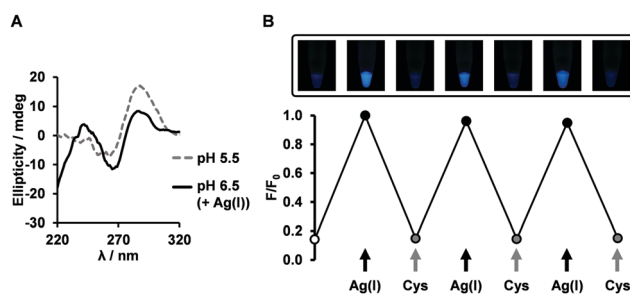 A
Ellipticity / mdeg
20
10
0
-10
-20
-30
220
270
320
λ / nm
pH 5.5
pH 6.5
(+ Ag(I))
B
F/F0
1.0
0.8
0.6
0.4
0.2
0.0
Ag(I) Cys Ag(I) Cys Ag(I) Cys